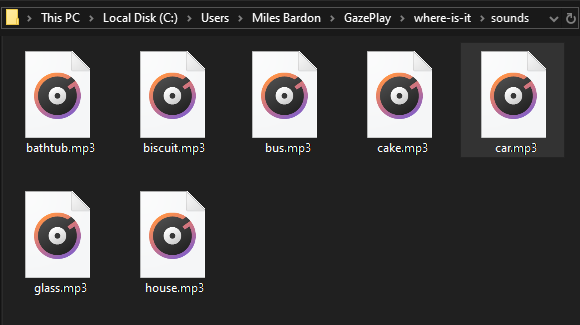 This PC > Local Disk (C:) > Users > Miles Bardon > GazePlay > where-is-it > sounds
bathtub.mp3 biscuit.mp3 bus.mp3 cake.mp3 car.mp3
glass.mp3 house.mp3